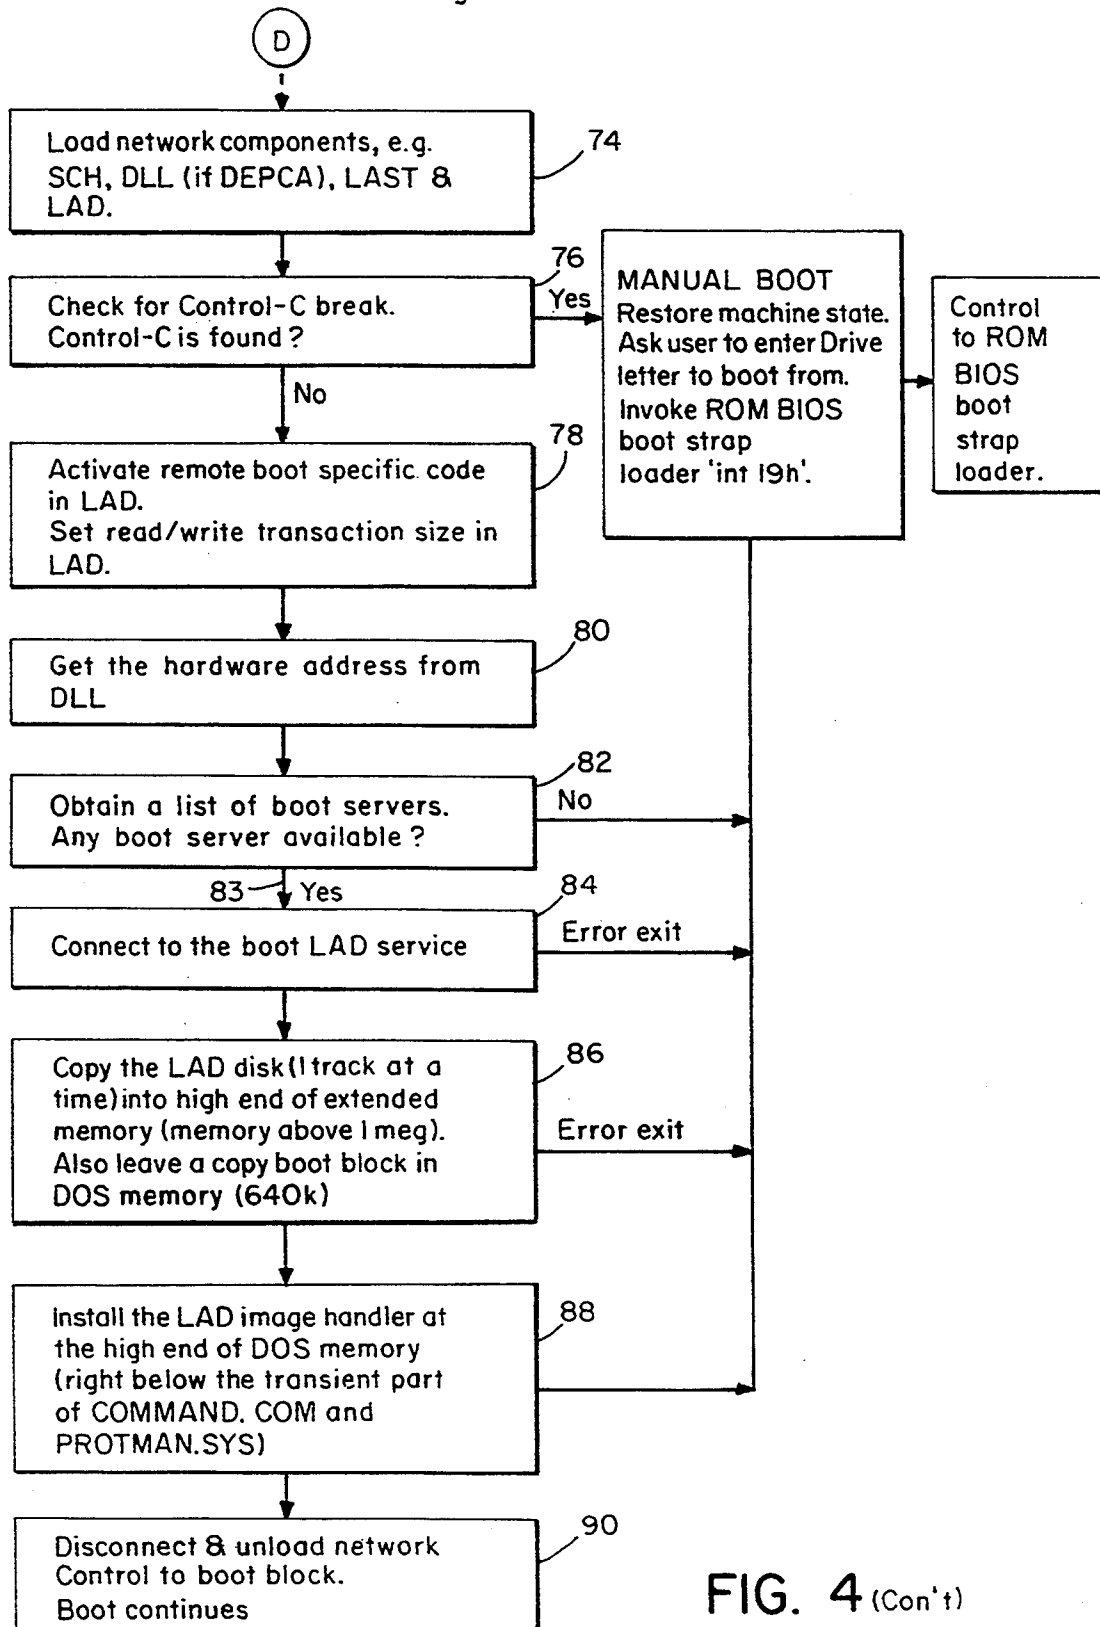 D
Load network components, e.g.
SCH, DLL (if DEPCA), LAST &
LAD.
74
Check for Control-C break.
Control-C is found?
76
Yes
No
MANUAL BOOT
Restore machine state.
Ask user to enter Drive
letter to boot from.
Invoke ROM BIOS
boot strap
loader 'int 19h'.
Control
to ROM
BIOS
boot
strap
loader.
Activate remote boot specific code
in LAD.
Set read/write transaction size in
LAD.
78
Get the hardware address from
DLL
80
Obtain a list of boot servers.
Any boot server available?
82
No
83
Yes
Connect to the boot LAD service
84
Error exit
Copy the LAD disk (1 track at a
time) into high end of extended
memory (memory above 1 meg).
Also leave a copy boot block in
DOS memory (640k)
86
Error exit
Install the LAD image handler at
the high end of DOS memory
(right below the transient part
of COMMAND. COM and
PROTMAN.SYS)
88
Disconnect & unload network
Control to boot block.
Boot continues
90
FIG. 4 (Con't)